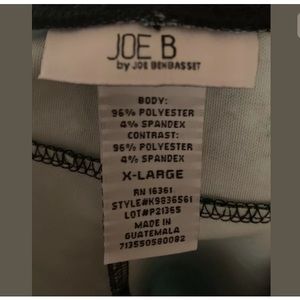 JOE B
by JOE BENBASSET
BODY:
96% POLYESTER
4% SPANDEX
CONTRAST:
96% POLYESTER
4% SPANDEX
X-LARGE
RN 16361
STYLE#K9836561
LOT#P21365
MADE IN
GUATEMALA
713550580082